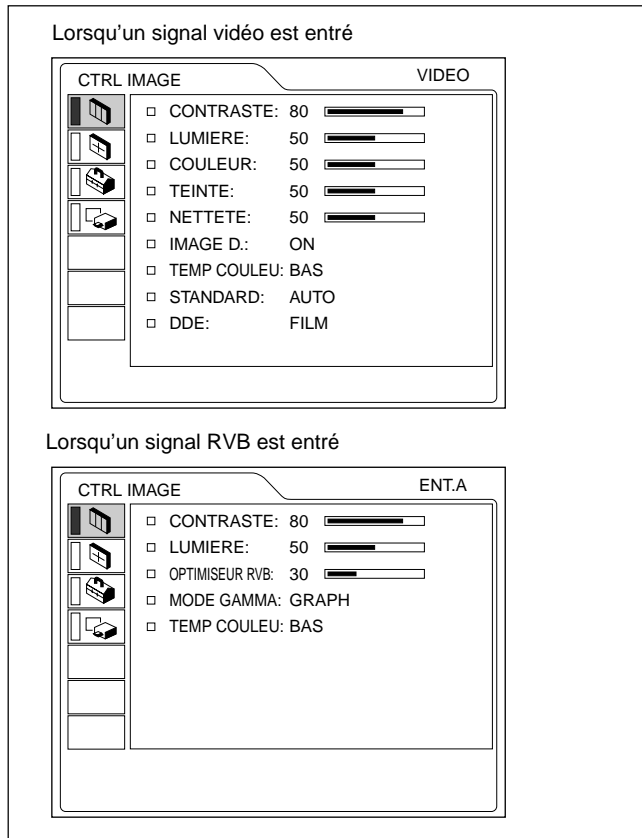 Lorsqu'un signal vidéo est entré
CTRL IMAGE VIDEO
CONTRASTE: 80
LUMIERE: 50
COULEUR: 50
TEINTE: 50
NETTETE: 50
IMAGE D.: ON
TEMP COULEU: BAS
STANDARD: AUTO
DDE: FILM
Lorsqu'un signal RVB est entré
CTRL IMAGE ENT.A
CONTRASTE: 80
LUMIERE: 50
OPTIMISEUR RVB: 30
MODE GAMMA: GRAPH
TEMP COULEU: BAS